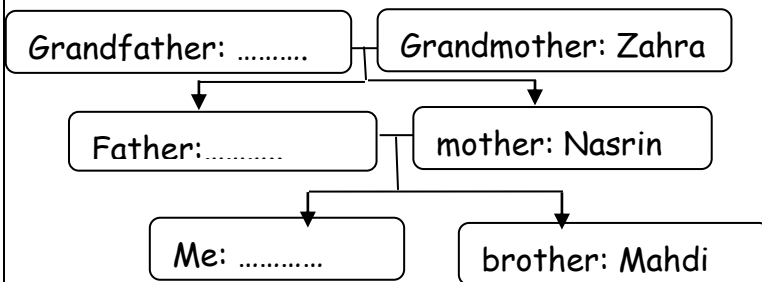 Grandfather: ……….
Grandmother: Zahra
Father:………..
mother: Nasrin
Me: …………
brother: Mahdi